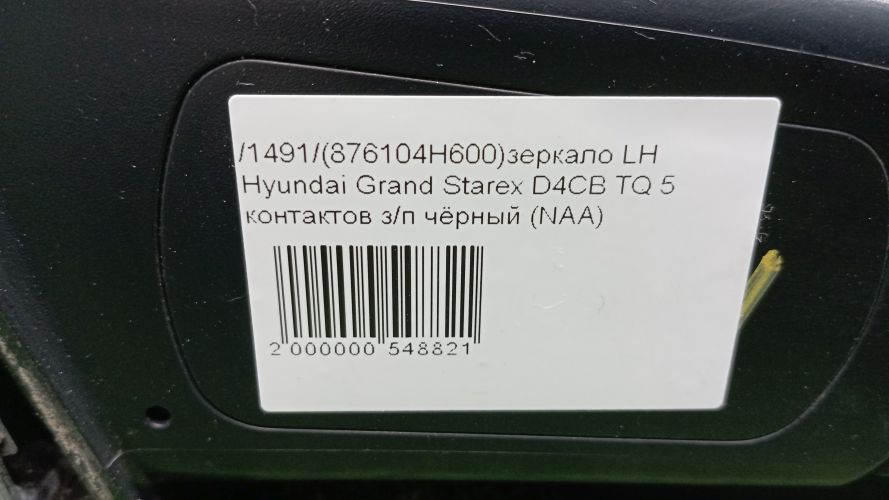 /1491/(876104H600)зеркало LH
Hyundai Grand Starex D4CB TQ 5
контактов з/п чёрный (NAA)
2 000000 548821